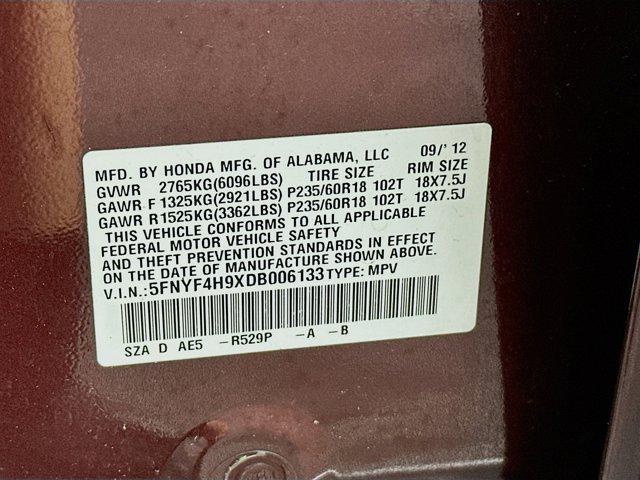 MFD. BY HONDA MFG. OF ALABAMA, LLC 09/' 12
GVWR 2765KG(6096LBS) TIRE SIZE RIM SIZE
GAWR F 1325KG(2921LBS) P235/60R18 102T 18X7.5J
GAWR R 1525KG(3362LBS) P235/60R18 102T 18X7.5J
THIS VEHICLE CONFORMS TO ALL APPLICABLE
FEDERAL MOTOR VEHICLE SAFETY
AND THEFT PREVENTION STANDARDS IN EFFECT
ON THE DATE OF MANUFACTURE SHOWN ABOVE.
V.I.N.:5FNYF4H9XDB006133 TYPE: MPV
SZA D AE5 -R529P -A -B